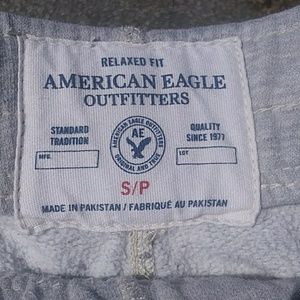 RELAXED FIT
AMERICAN EAGLE
OUTFITTERS
STANDARD
TRADITION
MFG.
AMERICAN EAGLE OUTFITTERS
AE
ORIGINAL AND TRUE
QUALITY
SINCE 1977
LOT
S/P
MADE IN PAKISTAN / FABRIQUÉ AU PAKISTAN